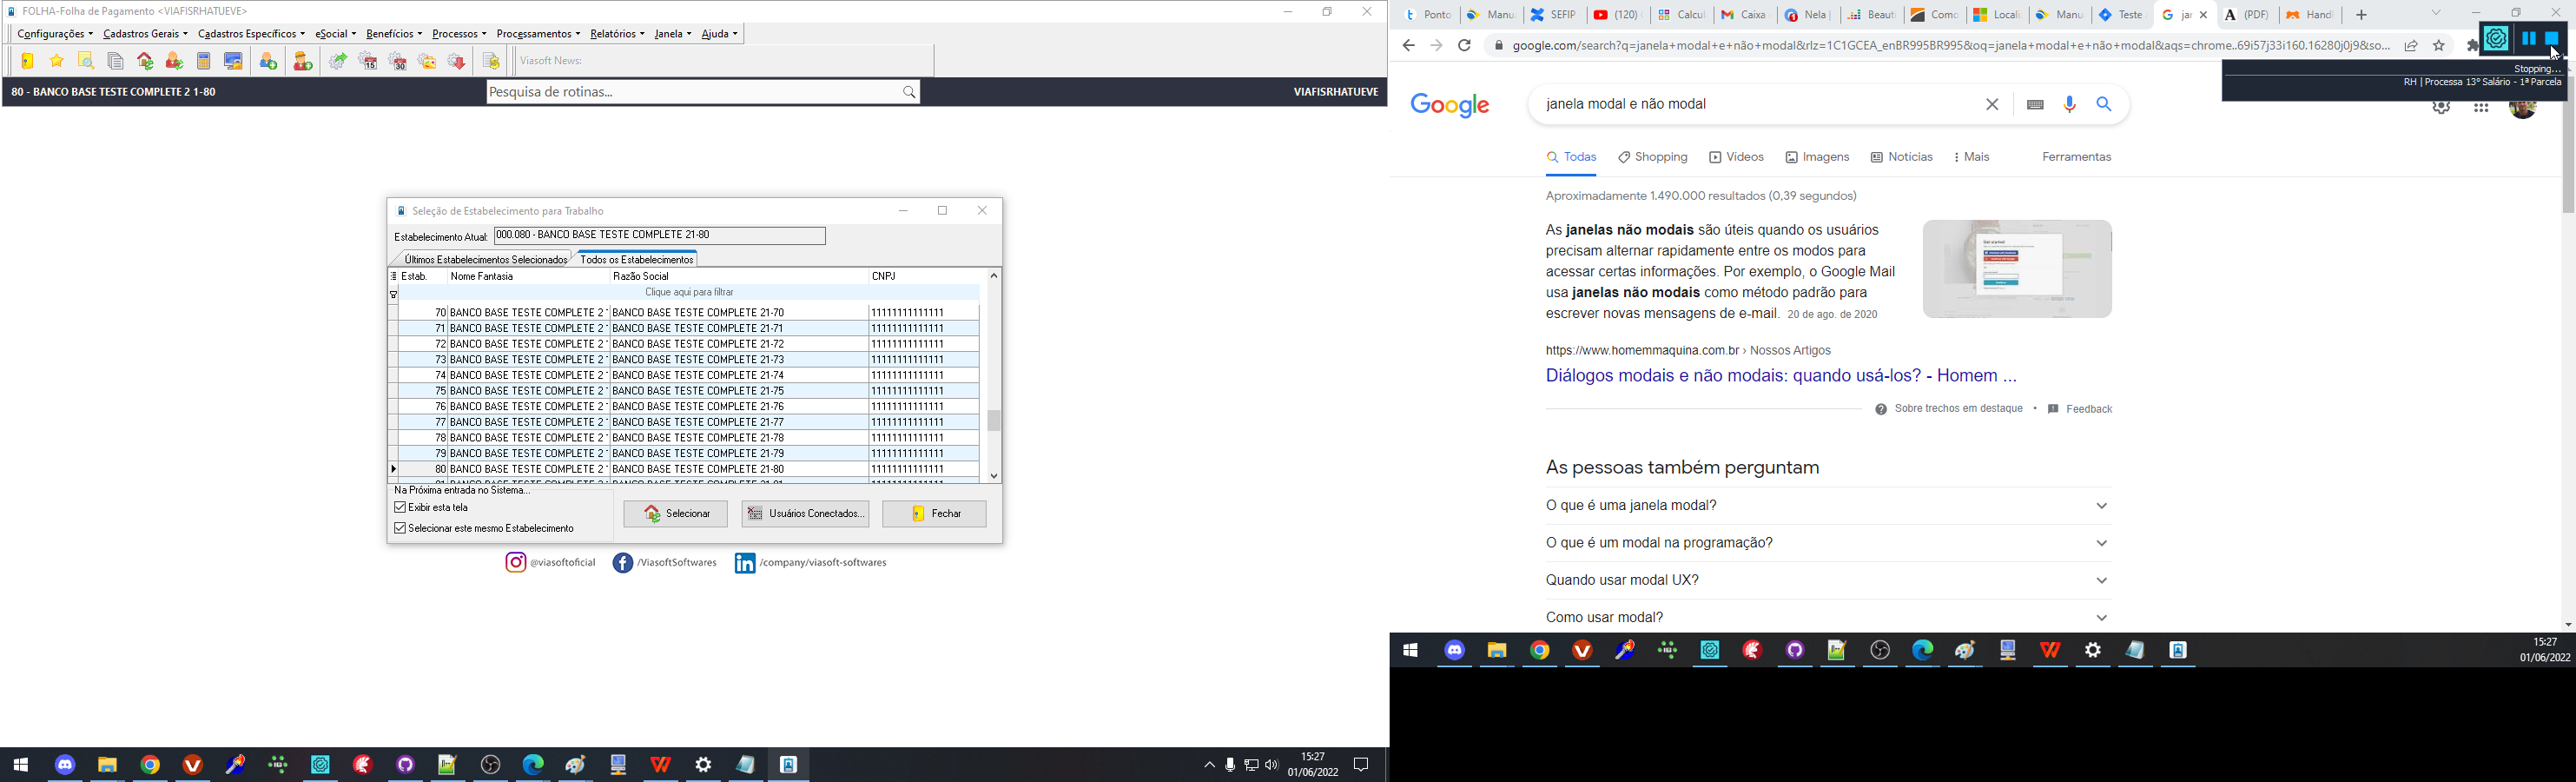 FOLHA-Folha de Pagamento <VIAFISRHATUEVE>
Configurações Cadastros Gerais Cadastros Específicos eSocial Benefícios Processos Processamentos Relatórios Janela Ajuda
15 30 Viasoft News:
80 - BANCO BASE TESTE COMPLETE 2 1-80 Pesquisa de rotinas... VIAFISRHATUEVE
Seleção de Estabelecimento para Trabalho
Estabelecimento Atual: 000.080 - BANCO BASE TESTE COMPLETE 21-80
Últimos Estabelecimentos Selecionados Todos os Estabelecimentos
Estab. Nome Fantasia Razão Social CNPJ
Clique aqui para filtrar
70 BANCO BASE TESTE COMPLETE 2 BANCO BASE TESTE COMPLETE 21-70 11111111111111
71 BANCO BASE TESTE COMPLETE 2 BANCO BASE TESTE COMPLETE 21-71 11111111111111
72 BANCO BASE TESTE COMPLETE 2 BANCO BASE TESTE COMPLETE 21-72 11111111111111
73 BANCO BASE TESTE COMPLETE 2 BANCO BASE TESTE COMPLETE 21-73 11111111111111
74 BANCO BASE TESTE COMPLETE 2 BANCO BASE TESTE COMPLETE 21-74 11111111111111
75 BANCO BASE TESTE COMPLETE 2 BANCO BASE TESTE COMPLETE 21-75 11111111111111
76 BANCO BASE TESTE COMPLETE 2 BANCO BASE TESTE COMPLETE 21-76 11111111111111
77 BANCO BASE TESTE COMPLETE 2 BANCO BASE TESTE COMPLETE 21-77 11111111111111
78 BANCO BASE TESTE COMPLETE 2 BANCO BASE TESTE COMPLETE 21-78 11111111111111
79 BANCO BASE TESTE COMPLETE 2 BANCO BASE TESTE COMPLETE 21-79 11111111111111
80 BANCO BASE TESTE COMPLETE 2 BANCO BASE TESTE COMPLETE 21-80 11111111111111
Na Próxima entrada no Sistema...
Exibir esta tela
Selecionar este mesmo Estabelecimento
Selecionar Usuários Conectados... Fechar
@viasoftoficial /ViasoftSoftwares /company/viasoft-softwares
15:27
01/06/2022
Ponto Manu SEFIP (120) Calcul Caixa Nela Beaut Como Locali Manu Teste jar (PDF) Handl
google.com/search?q=janela+modal+e+não+modal&rlz=1C1GCEA_enBR995BR995&oq=janela+modal+e+não+modal&aqs=chrome..69i57j33i160.16280j0j9&so...
Stopping...
RH | Processa 13º Salário - 1ª Parcela
Google janela modal e não modal
Todas Shopping Vídeos Imagens Notícias Mais Ferramentas
Aproximadamente 1.490.000 resultados (0,39 segundos)
As janelas não modais são úteis quando os usuários
precisam alternar rapidamente entre os modos para
acessar certas informações. Por exemplo, o Google Mail
usa janelas não modais como método padrão para
escrever novas mensagens de e-mail. 20 de ago. de 2020
https://www.homemmaquina.com.br › Nossos Artigos
Diálogos modais e não modais: quando usá-los? - Homem ...
Sobre trechos em destaque • Feedback
As pessoas também perguntam
O que é uma janela modal?
O que é um modal na programação?
Quando usar modal UX?
Como usar modal?
15:27
01/06/2022